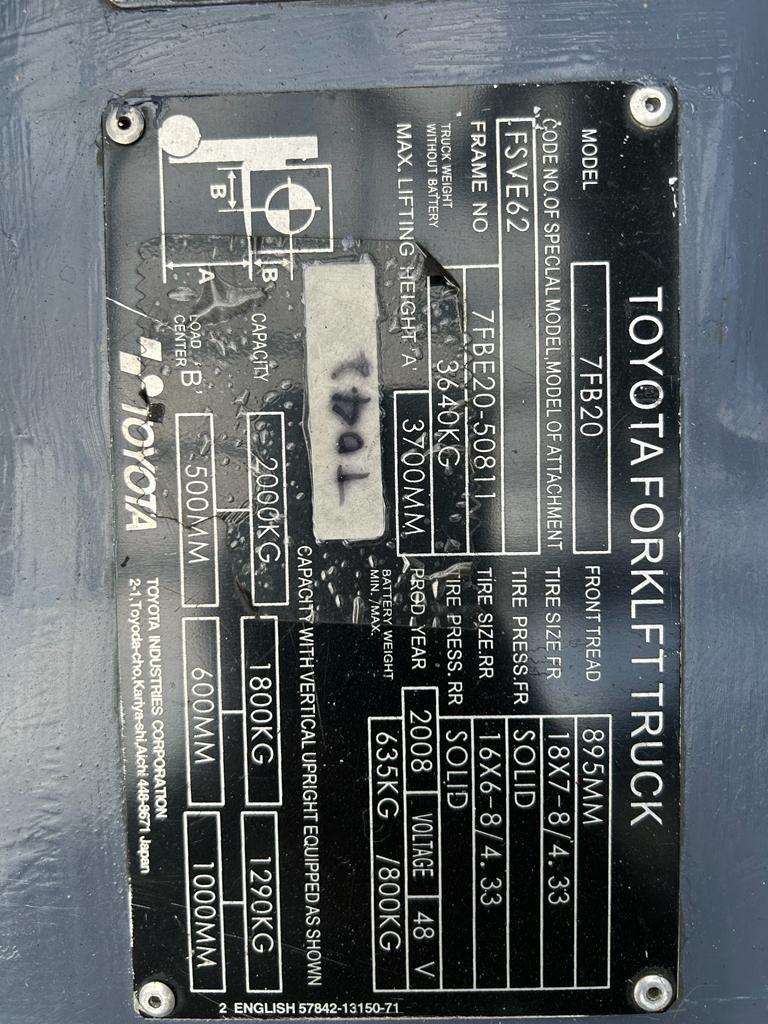 TOYOTA FORKLFT TRUCK
MODEL 7FB20 FRONT TREAD 895MM
CODE NO. OF SPECLAL MODEL, MODEL OF ATTACHMENT TIRE SIZE. FR 18X7-8/4.33
FSVE62 TIRE PRESS. FR SOLID
FRAME NO 7FBE20-50811 TIRE SIZE. RR 16X6-8/4.33
TRUCK WEIGHT
WITHOUT BATTERY 3640KG TIRE PRESS. RR SOLID
MAX. LIFTING HEIGHT 'A' 3700MM PROD. YEAR 2008 VOLTAGE 48 V
BATTERY WEIGHT
MIN. / MAX. 635KG /800KG
CAPACITY WITH VERTICAL UPRIGHT EQUIPPED AS SHOWN
CAPACITY 2000KG 1800KG 1290KG
LOAD
CENTER 'B' 500MM 600MM 1000MM
B
A
B
TOYOTA
TOYOTA INDUSTRIES CORPORATION
2-1,Toyoda-cho,Kariya-shi,Aichi 448-8671 Japan
2 ENGLISH 57842-13150-71